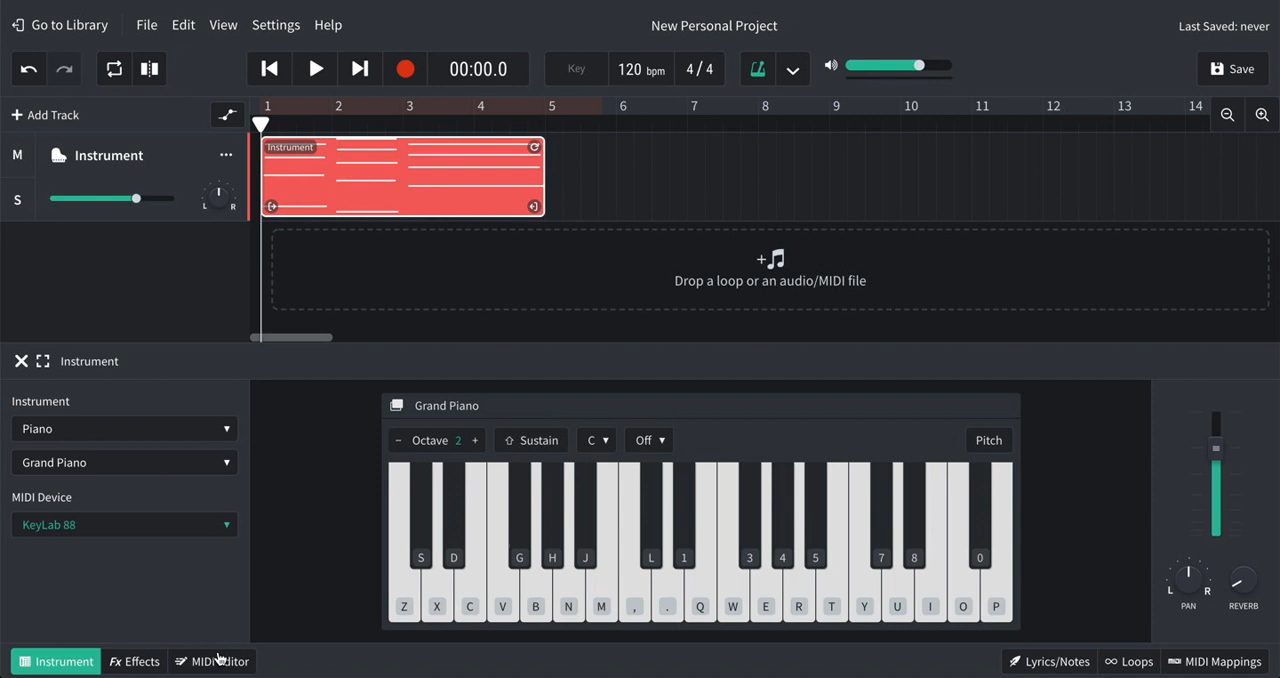 Go to Library File Edit View Settings Help New Personal Project Last Saved: never
00:00.0 Key 120 bpm 4 / 4 Save
+ Add Track 1 2 3 4 5 6 7 8 9 10 11 12 13 14
M Instrument ... Instrument
S L R
+
Drop a loop or an audio/MIDI file
Instrument
Instrument
Piano
Grand Piano
MIDI Device
KeyLab 88
Grand Piano
− Octave 2 + Sustain C Off Pitch
S D G H J L 1 3 4 5 7 8 0
Z X C V B N M , . Q W E R T Y U I O P
L R
PAN REVERB
Instrument Fx Effects MIDI Editor Lyrics/Notes Loops MIDI Mappings